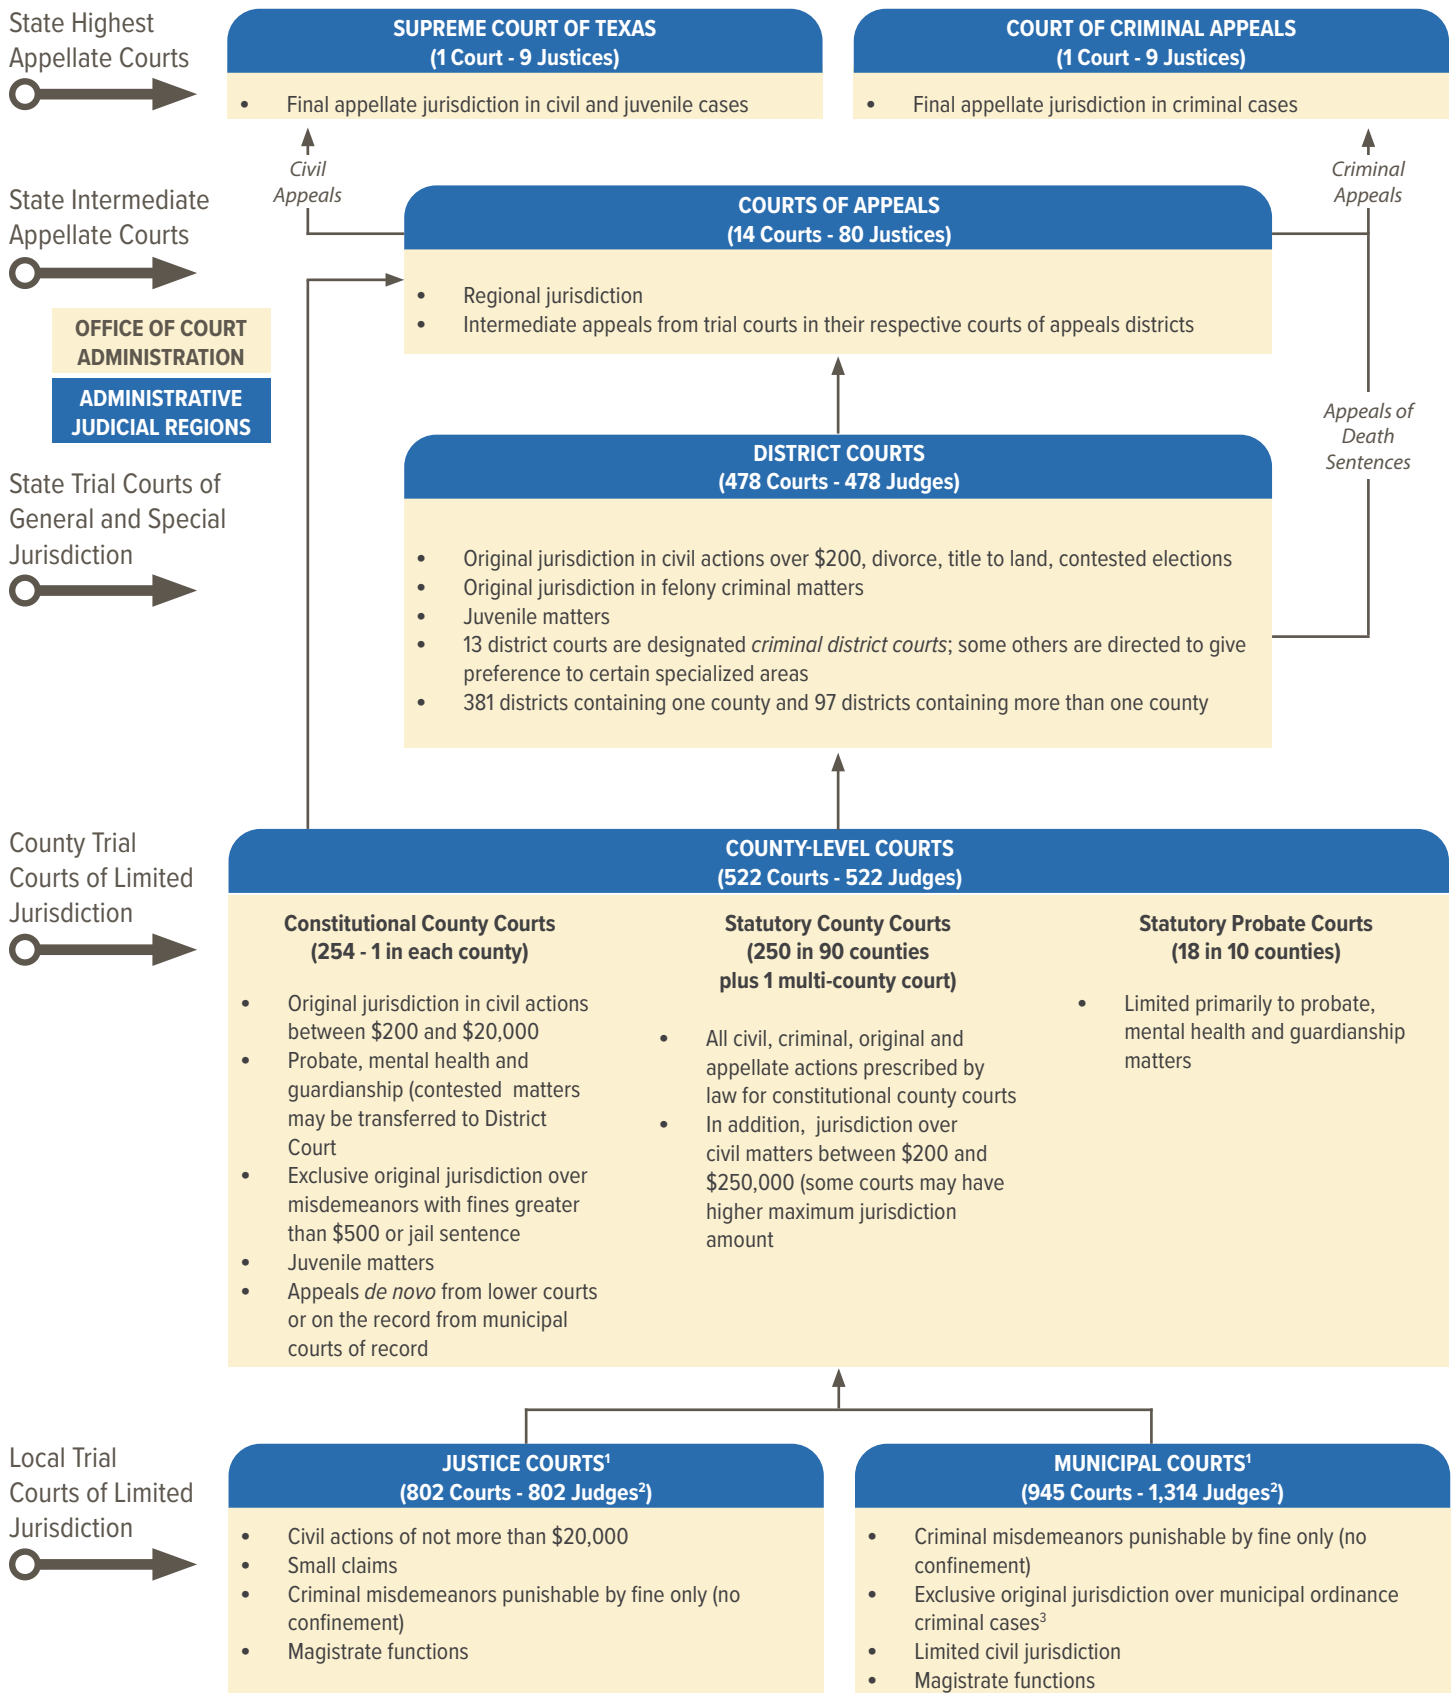 State Highest
Appellate Courts
SUPREME COURT OF TEXAS
(1 Court - 9 Justices)
• Final appellate jurisdiction in civil and juvenile cases
COURT OF CRIMINAL APPEALS
(1 Court - 9 Justices)
• Final appellate jurisdiction in criminal cases
Civil
Appeals
Criminal
Appeals
State Intermediate
Appellate Courts
COURTS OF APPEALS
(14 Courts - 80 Justices)
• Regional jurisdiction
• Intermediate appeals from trial courts in their respective courts of appeals districts
OFFICE OF COURT
ADMINISTRATION
ADMINISTRATIVE
JUDICIAL REGIONS
Appeals of
Death
Sentences
State Trial Courts of
General and Special
Jurisdiction
DISTRICT COURTS
(478 Courts - 478 Judges)
• Original jurisdiction in civil actions over $200, divorce, title to land, contested elections
• Original jurisdiction in felony criminal matters
• Juvenile matters
• 13 district courts are designated criminal district courts; some others are directed to give
preference to certain specialized areas
• 381 districts containing one county and 97 districts containing more than one county
County Trial
Courts of Limited
Jurisdiction
COUNTY-LEVEL COURTS
(522 Courts - 522 Judges)
Constitutional County Courts
(254 - 1 in each county)
• Original jurisdiction in civil actions
between $200 and $20,000
• Probate, mental health and
guardianship (contested matters
may be transferred to District
Court
• Exclusive original jurisdiction over
misdemeanors with fines greater
than $500 or jail sentence
• Juvenile matters
• Appeals de novo from lower courts
or on the record from municipal
courts of record
Statutory County Courts
(250 in 90 counties
plus 1 multi-county court)
• All civil, criminal, original and
appellate actions prescribed by
law for constitutional county courts
• In addition, jurisdiction over
civil matters between $200 and
$250,000 (some courts may have
higher maximum jurisdiction
amount
Statutory Probate Courts
(18 in 10 counties)
• Limited primarily to probate,
mental health and guardianship
matters
Local Trial
Courts of Limited
Jurisdiction
JUSTICE COURTS¹
(802 Courts - 802 Judges²)
• Civil actions of not more than $20,000
• Small claims
• Criminal misdemeanors punishable by fine only (no
confinement)
• Magistrate functions
MUNICIPAL COURTS¹
(945 Courts - 1,314 Judges²)
• Criminal misdemeanors punishable by fine only (no
confinement)
• Exclusive original jurisdiction over municipal ordinance
criminal cases³
• Limited civil jurisdiction
• Magistrate functions